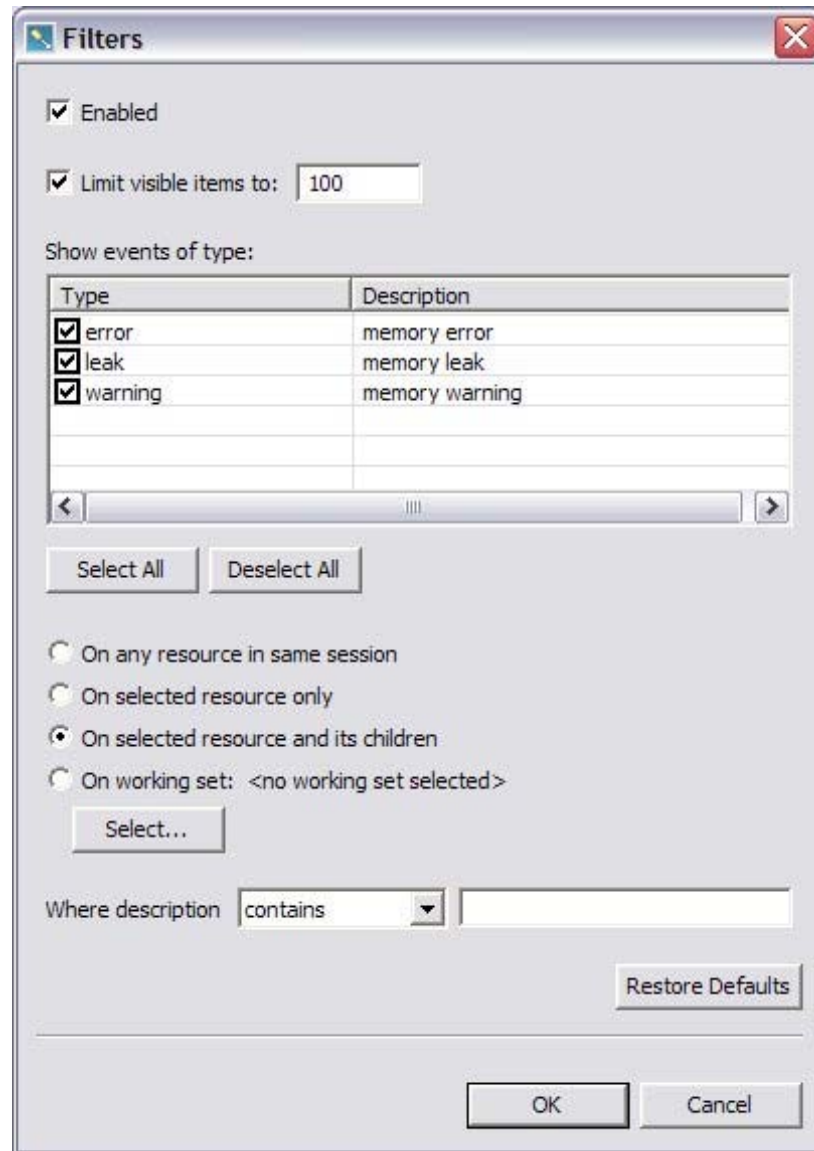 Filters
Enabled
Limit visible items to: 100
Show events of type:
Type Description
error memory error
leak memory leak
warning memory warning
Select All Deselect All
On any resource in same session
On selected resource only
On selected resource and its children
On working set: <no working set selected>
Select...
Where description contains
Restore Defaults
OK Cancel